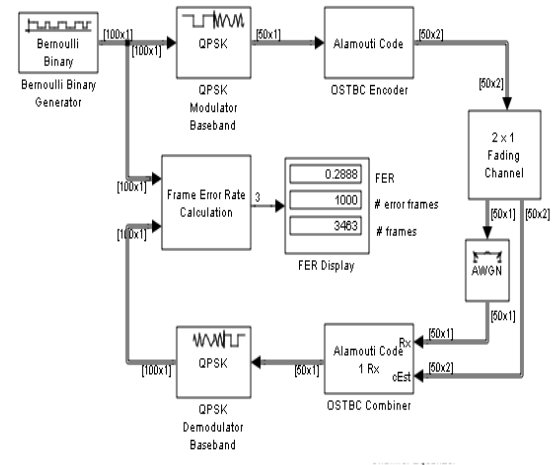 [100x1]
[100x1]
[50x1]
[50x2]
Bernoulli
Binary
Bernoulli Binary
Generator
QPSK
QPSK
Modulator
Baseband
Alamouti Code
OSTBC Encoder
[50x2]
2 x 1
Fading
Channel
[100x1]
Frame Error Rate
Calculation
3
0.2888
FER
1000
# error frames
3463
# frames
FER Display
[100x1]
[50x1]
[50x2]
AWGN
[50x1]
QPSK
QPSK
Demodulator
Baseband
[100x1]
[50x1]
Alamouti Code
1 Rx
Rx
cEst
OSTBC Combiner
[50x1]
[50x2]